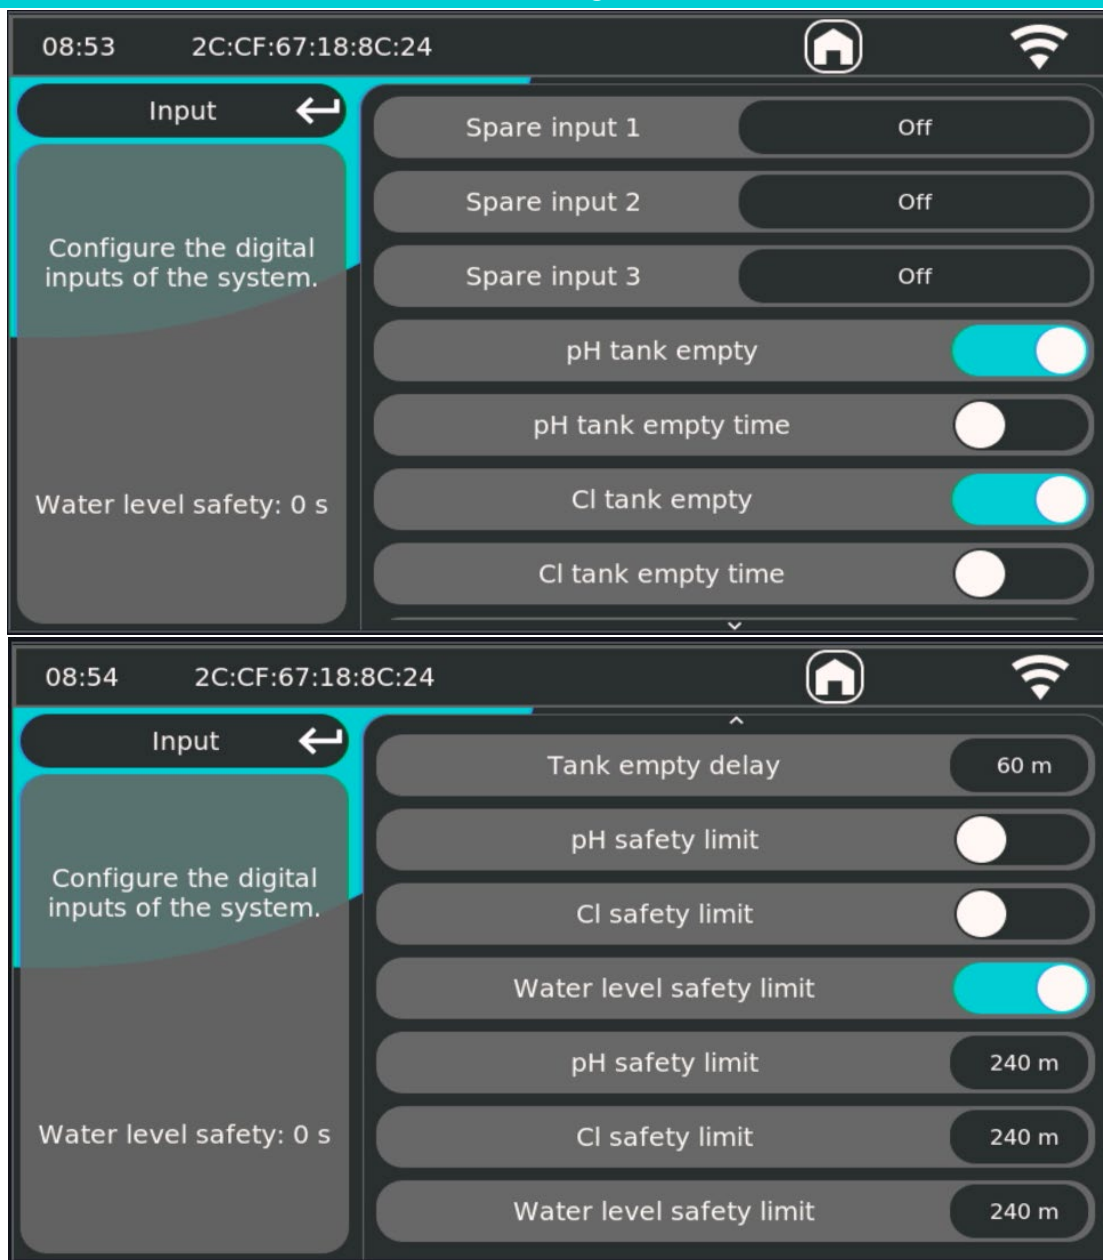 08:53 2C:CF:67:18:8C:24
Input
Configure the digital
inputs of the system.
Water level safety: 0 s
Spare input 1 Off
Spare input 2 Off
Spare input 3 Off
pH tank empty
pH tank empty time
Cl tank empty
Cl tank empty time
08:54 2C:CF:67:18:8C:24
Input
Configure the digital
inputs of the system.
Water level safety: 0 s
Tank empty delay 60 m
pH safety limit
Cl safety limit
Water level safety limit
pH safety limit 240 m
Cl safety limit 240 m
Water level safety limit 240 m